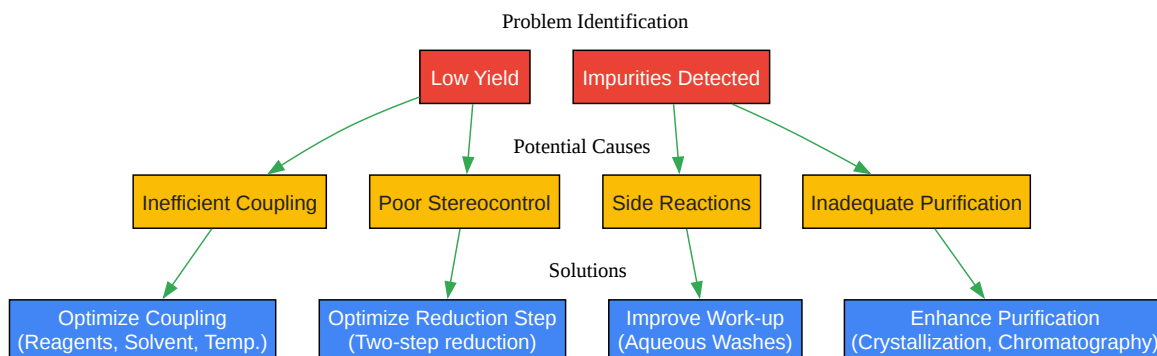 Problem Identification
Low Yield
Impurities Detected
Potential Causes
Inefficient Coupling
Poor Stereocontrol
Side Reactions
Inadequate Purification
Solutions
Optimize Coupling
(Reagents, Solvent, Temp.)
Optimize Reduction Step
(Two-step reduction)
Improve Work-up
(Aqueous Washes)
Enhance Purification
(Crystallization, Chromatography)